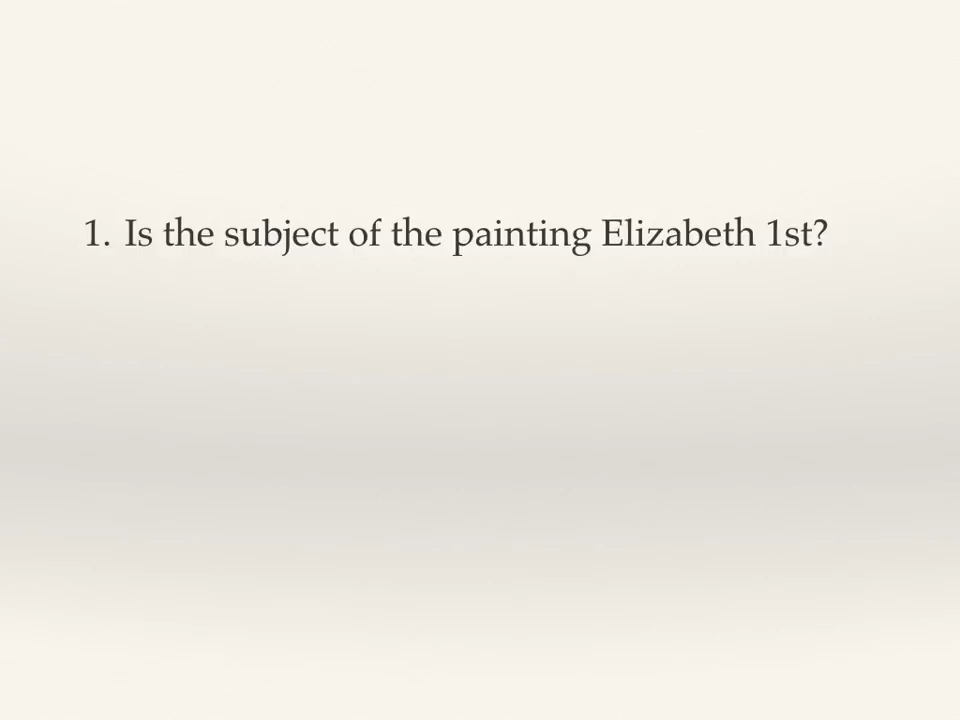 1. Is the subject of the painting Elizabeth 1st?